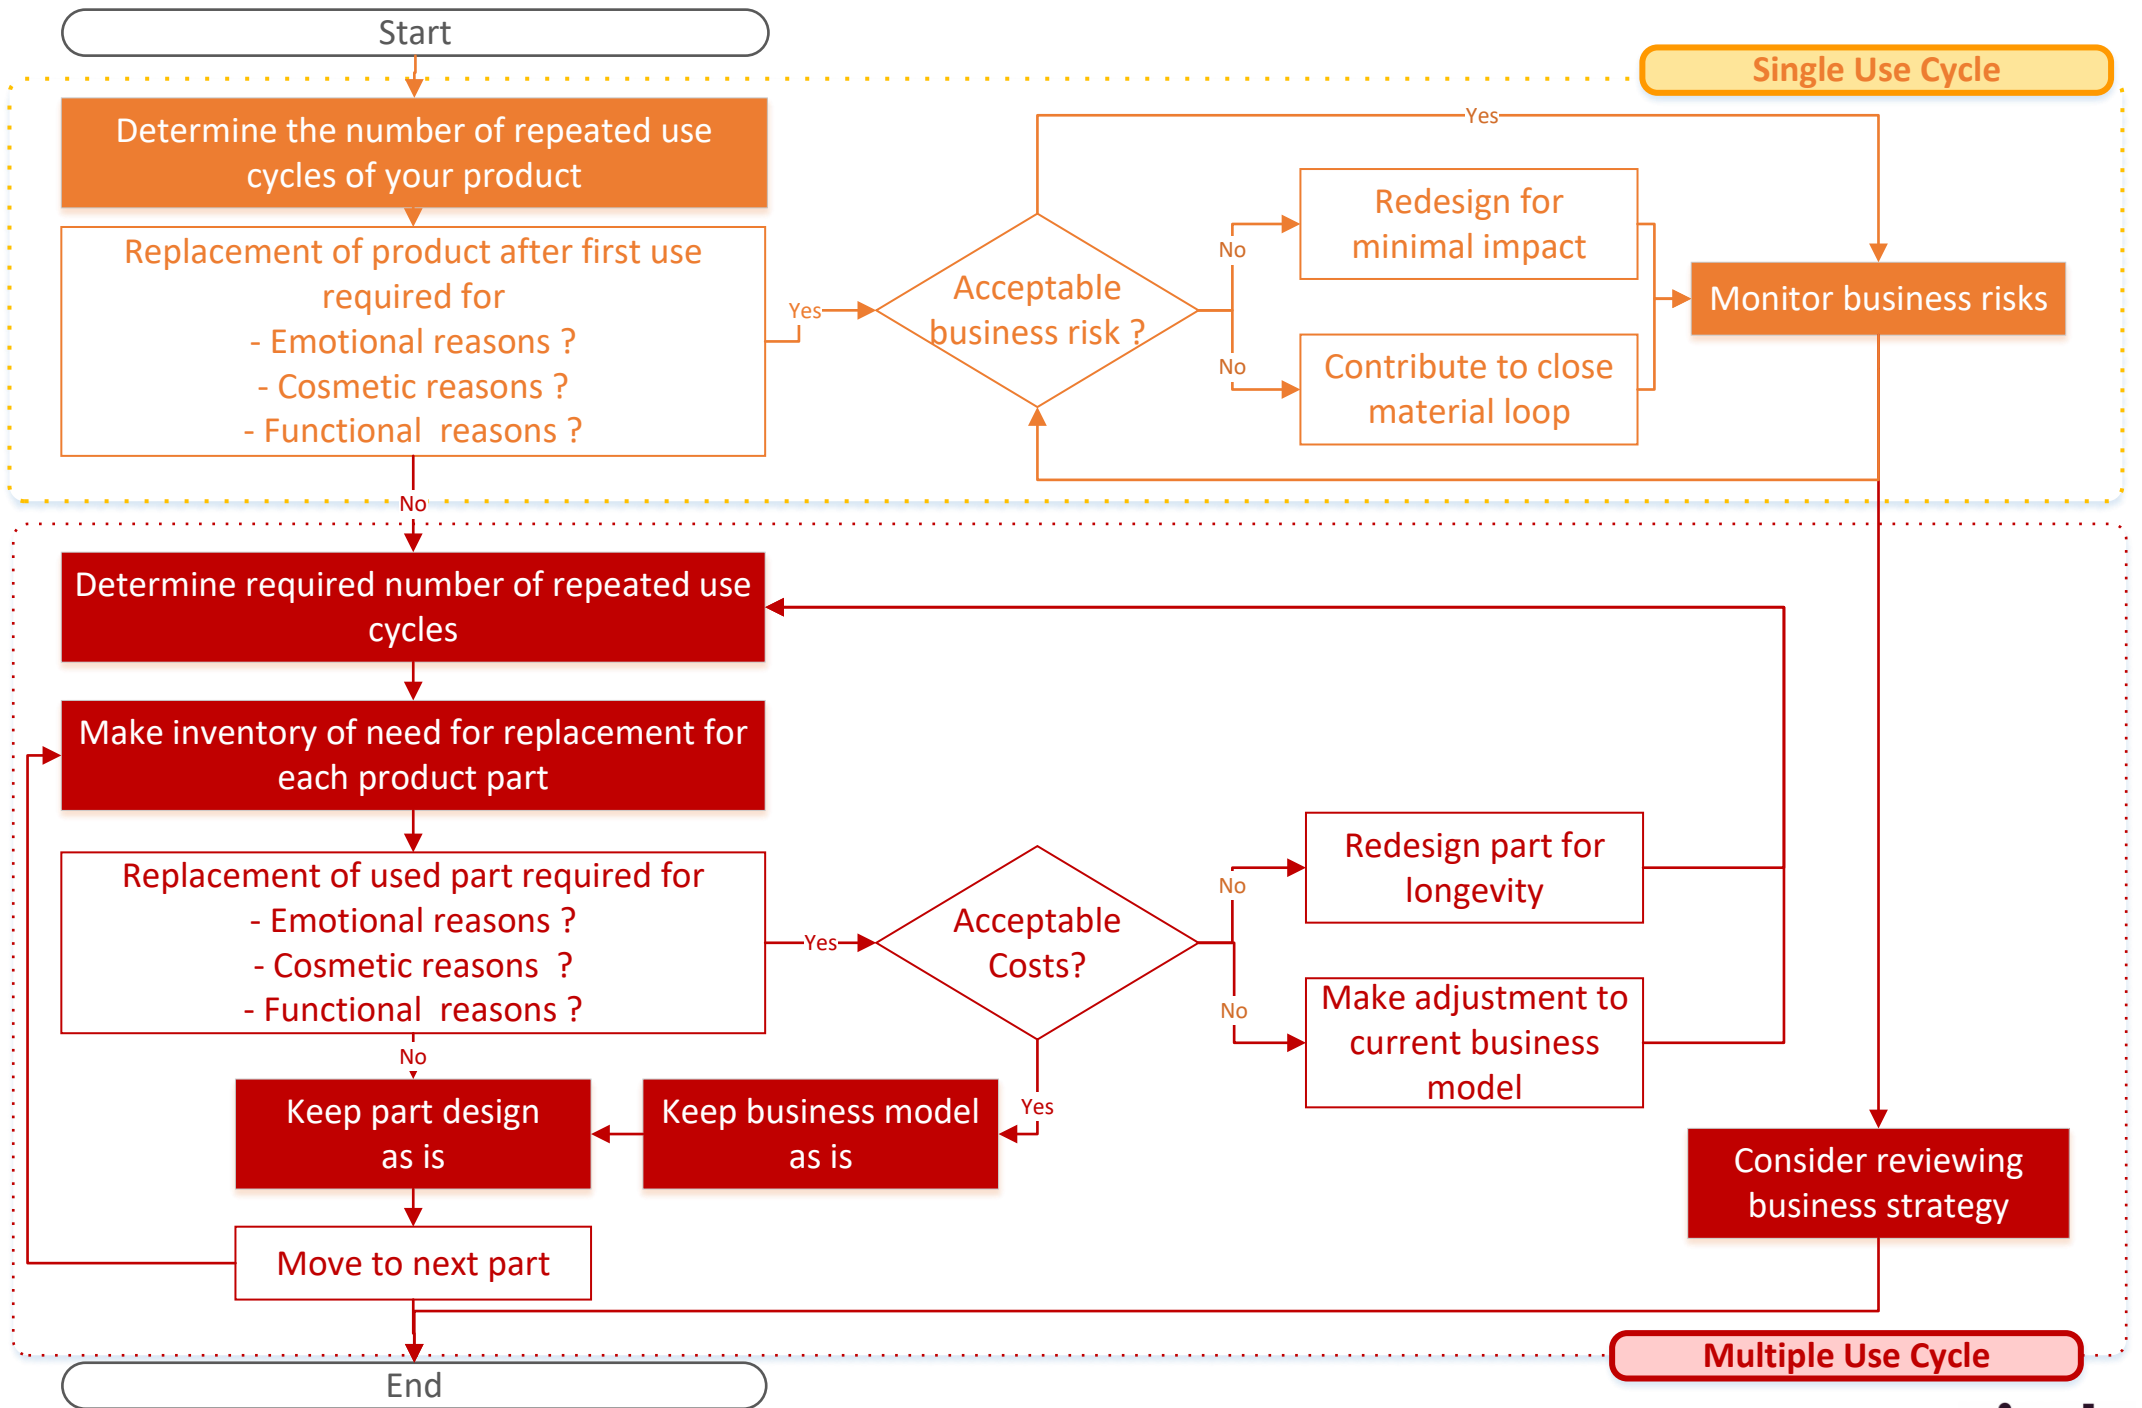 Start
Single Use Cycle
Determine the number of repeated use
cycles of your product
Replacement of product after first use
required for
- Emotional reasons ?
- Cosmetic reasons ?
- Functional  reasons ?
Yes
Acceptable
business risk ?
Yes
No
Redesign for
minimal impact
No
Contribute to close
material loop
Monitor business risks
No
Determine required number of repeated use
cycles
Make inventory of need for replacement for
each product part
Replacement of used part required for
- Emotional reasons ?
- Cosmetic reasons  ?
- Functional  reasons ?
Yes
Acceptable
Costs?
No
Redesign part for
longevity
No
Make adjustment to
current business
model
No
Yes
Keep part design
as is
Keep business model
as is
Consider reviewing
business strategy
Move to next part
Multiple Use Cycle
End